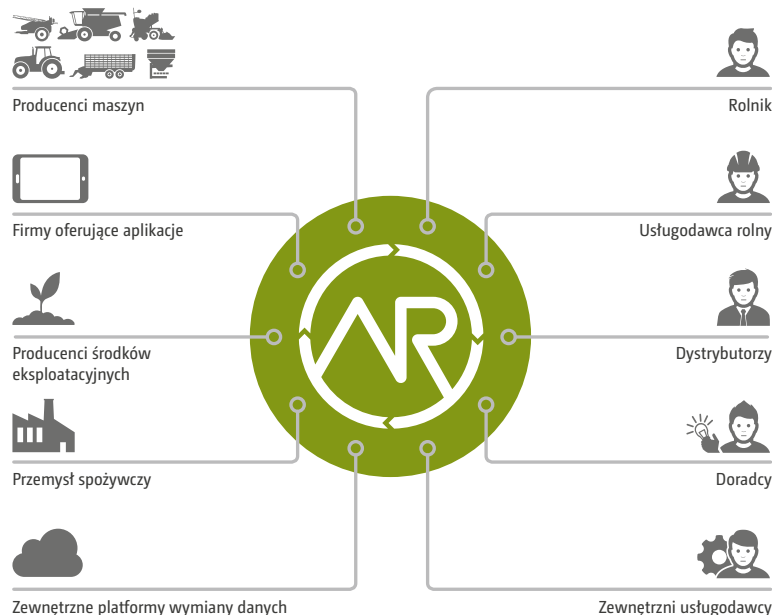 Producenci maszyn
Rolnik
Firmy oferujące aplikacje
Usługodawca rolny
AR
Producenci środków
eksploatacyjnych
Dystrybutorzy
Przemysł spożywczy
Doradcy
Zewnętrzne platformy wymiany danych
Zewnętrzni usługodawcy